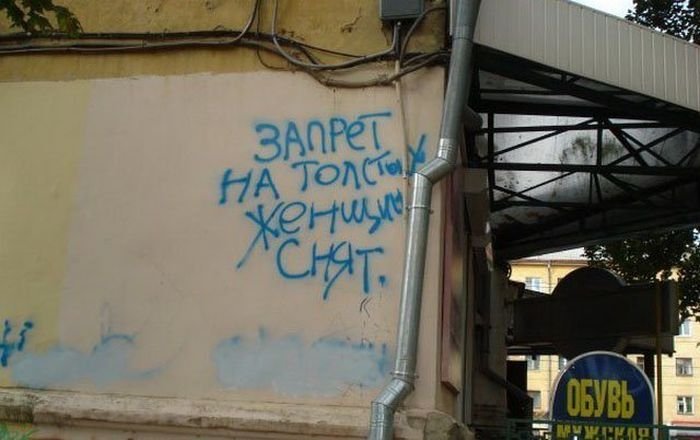 ЗАПРЕТ
НА ТОЛСТЫХ
ЖЕНЩИН
СНЯТ.
ОБУВЬ
МУЖСКАЯ